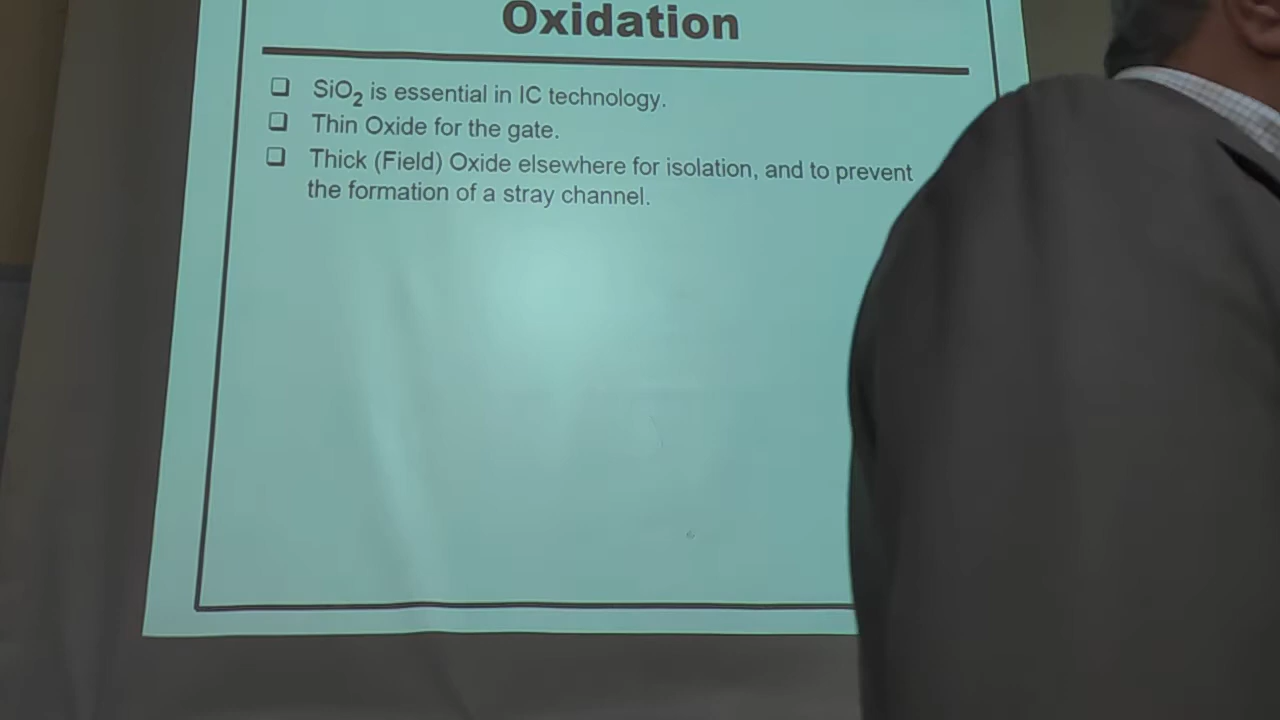 Oxidation
❑ SiO₂ is essential in IC technology.
❑ Thin Oxide for the gate.
❑ Thick (Field) Oxide elsewhere for isolation, and to prevent
the formation of a stray channel.